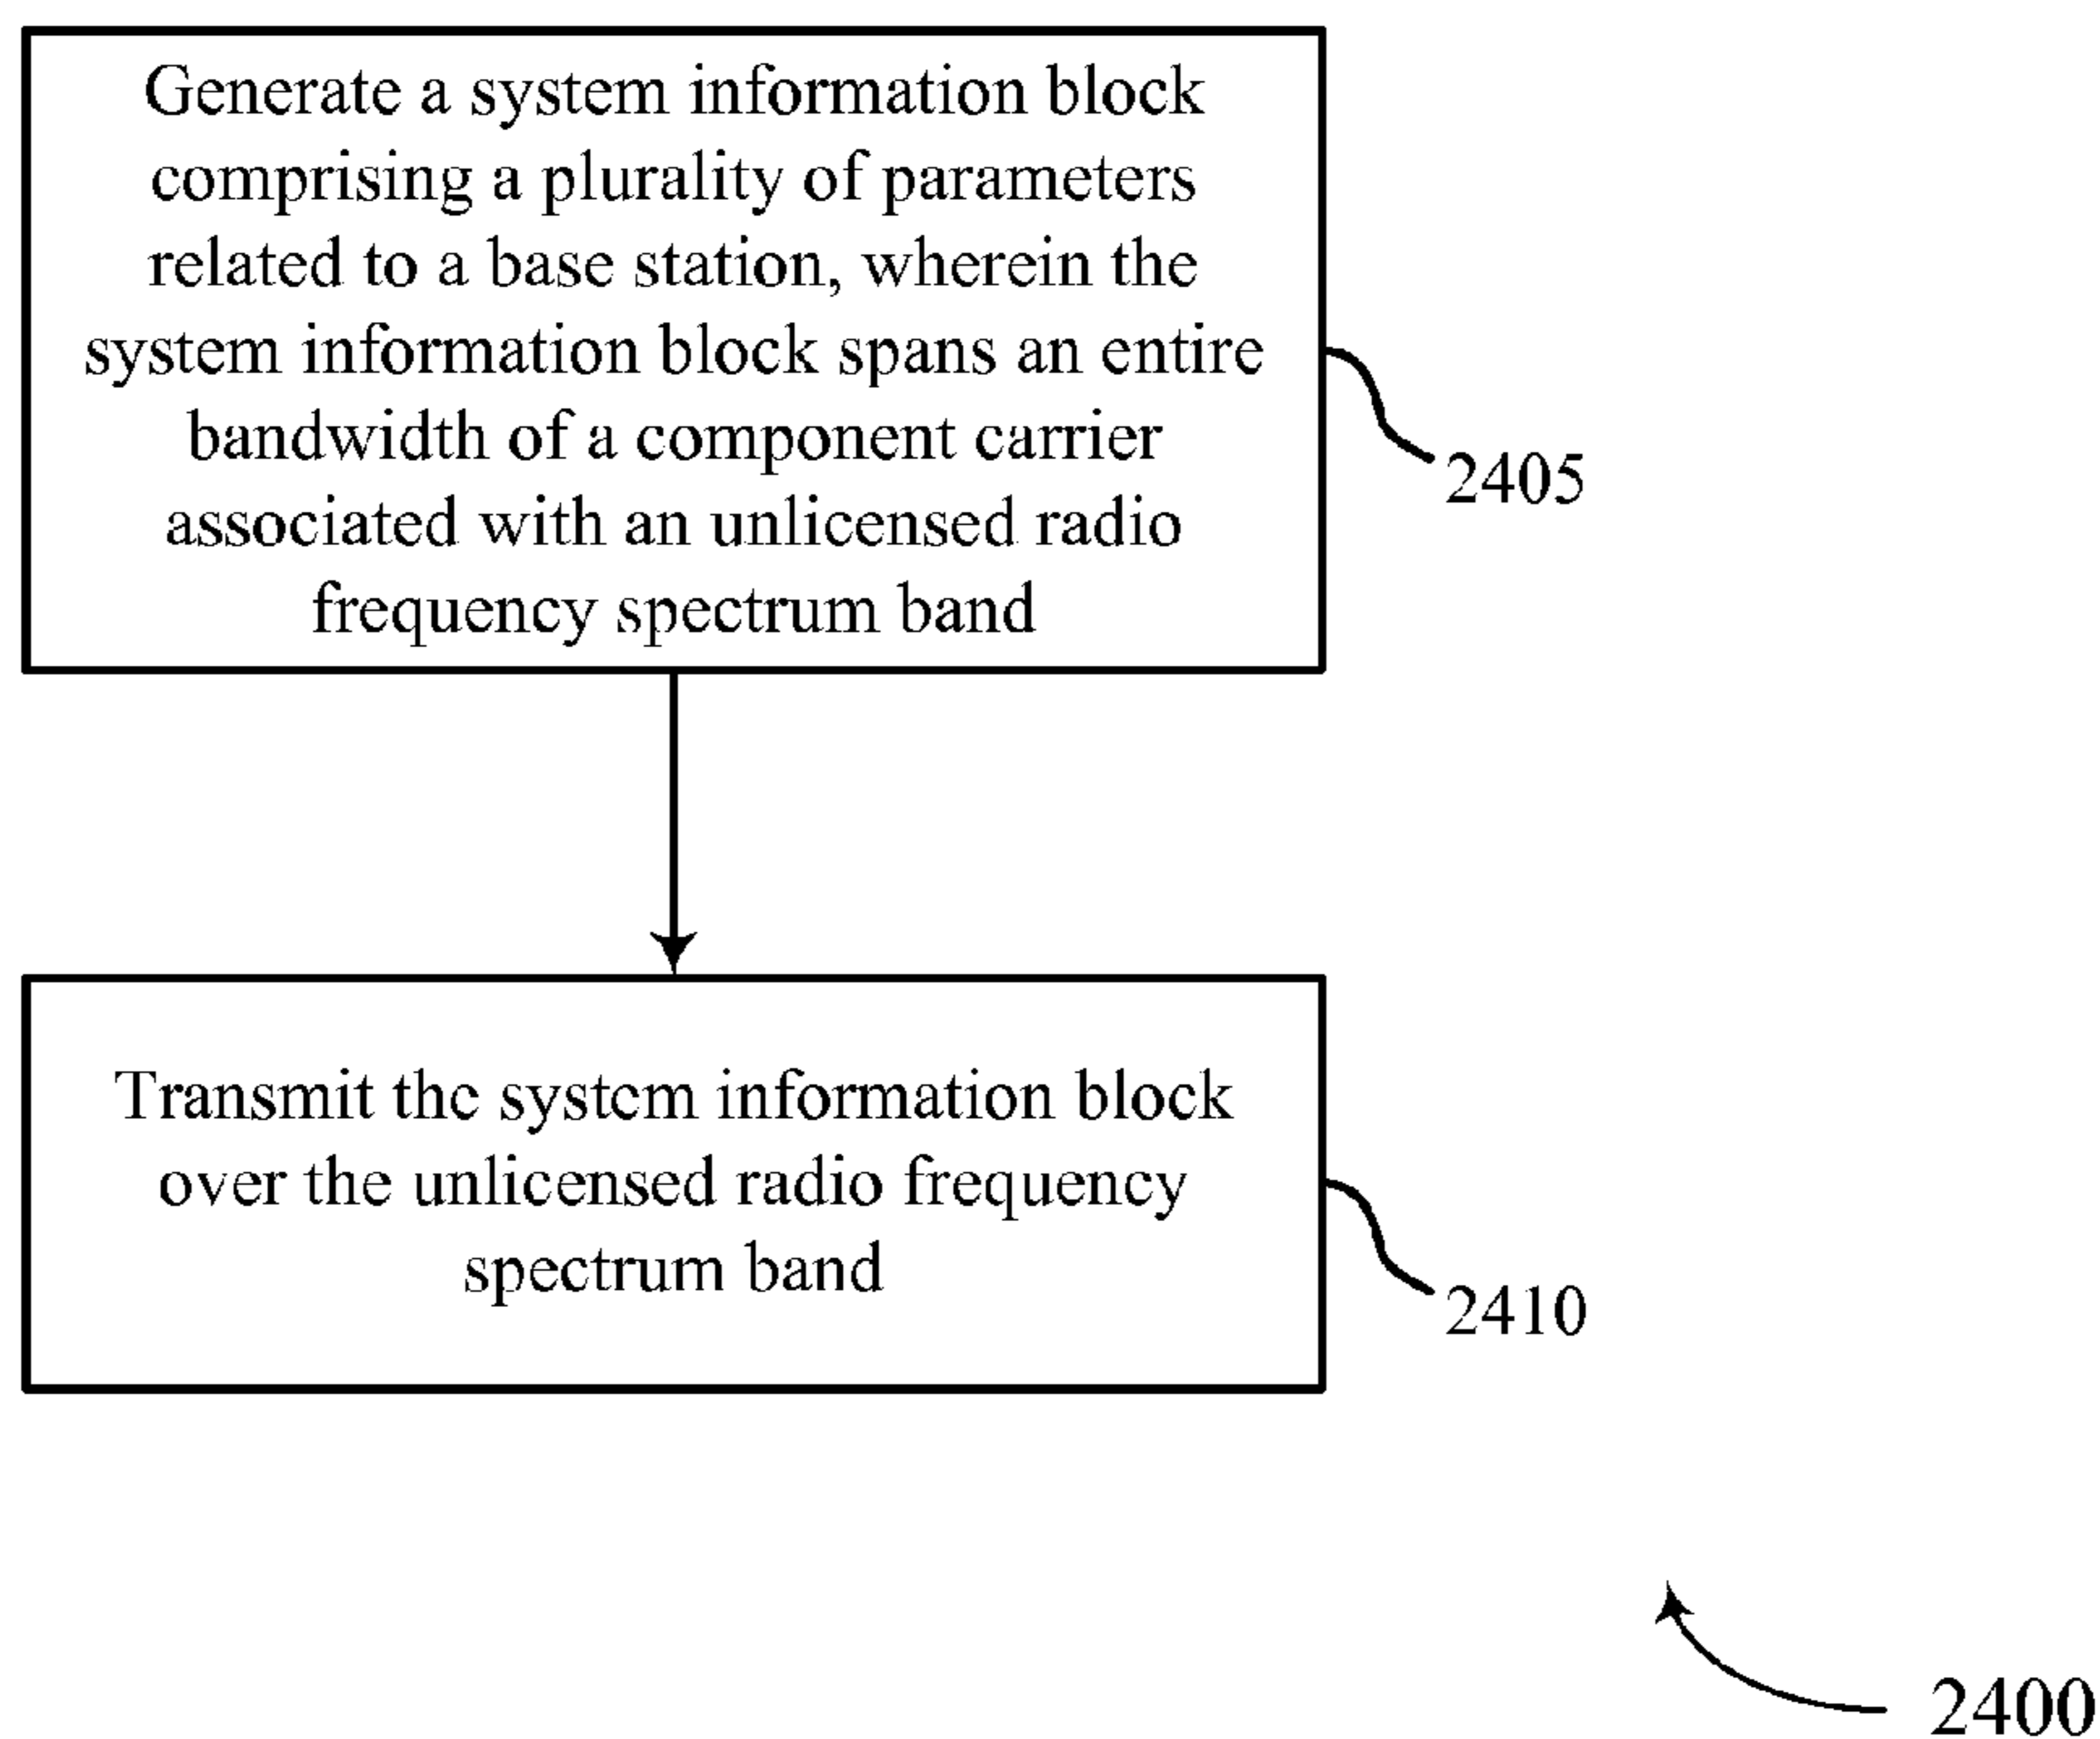 Generate a system information block
comprising a plurality of parameters
related to a base station, wherein the
system information block spans an entire
bandwidth of a component carrier
associated with an unlicensed radio
frequency spectrum band
2405
Transmit the system information block
over the unlicensed radio frequency
spectrum band
2410
2400